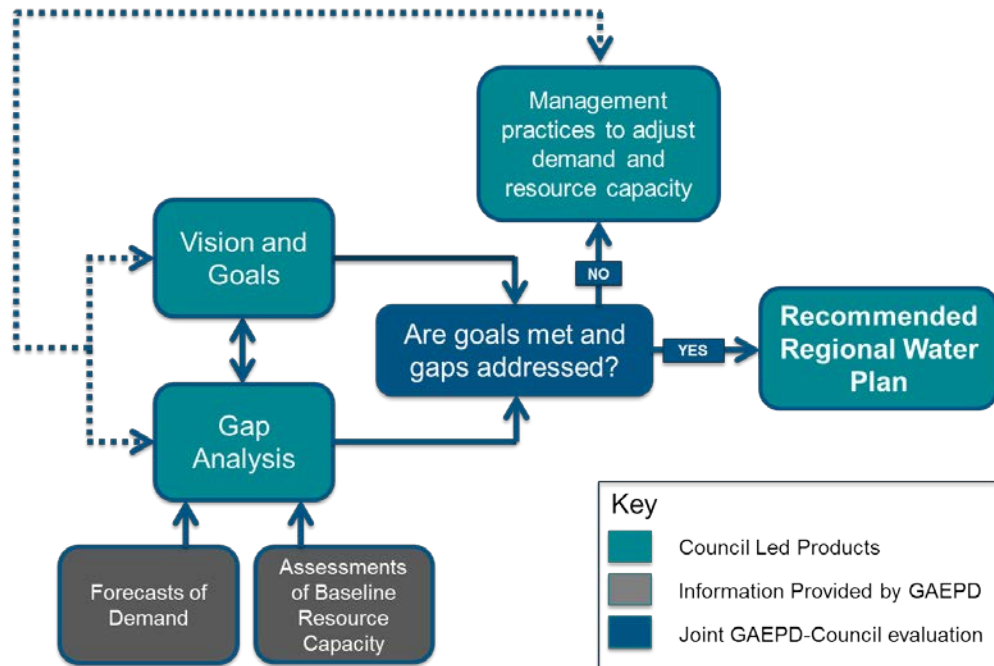 Management
practices to adjust
demand and
resource capacity
Vision and
Goals
NO
Are goals met and
gaps addressed?
YES
Recommended
Regional Water
Plan
Gap
Analysis
Forecasts of
Demand
Assessments
of Baseline
Resource
Capacity
Key
Council Led Products
Information Provided by GAEPD
Joint GAEPD-Council evaluation